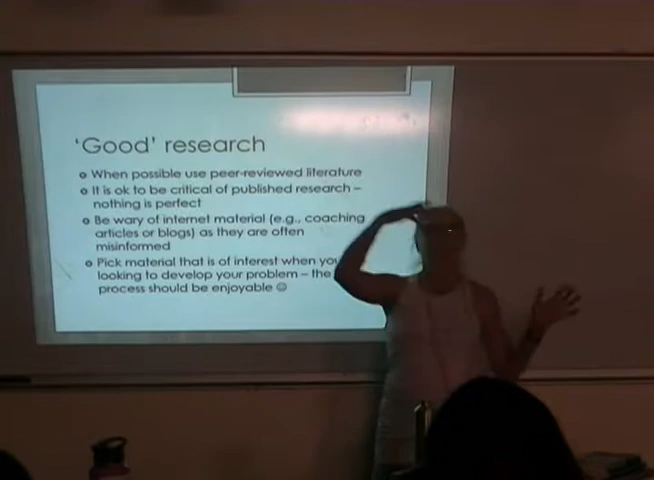 'Good' research
When possible use peer-reviewed literature
It is ok to be critical of published research –
nothing is perfect
Be wary of internet material (e.g., coaching
articles or blogs) as they are often
misinformed
Pick material that is of interest when you
looking to develop your problem – the
process should be enjoyable ☺